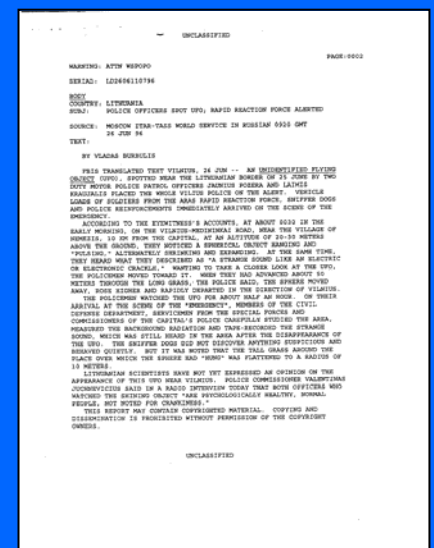 UNCLASSIFIED
PAGE:0002
WARNING: ATTN WSPOPO
SERIAL: LD2606110796
BODY
COUNTRY: LITHUANIA
SUBJ: POLICE OFFICERS SPOT UFO; RAPID REACTION FORCE ALERTED
SOURCE: MOSCOW ITAR-TASS WORLD SERVICE IN RUSSIAN 0920 GMT
26 JUN 96
TEXT:
BY VLADAS BURBULIS
FBIS TRANSLATED TEXT VILNIUS, 26 JUN -- AN UNIDENTIFIED FLYING
OBJECT (UFO), SPOTTED NEAR THE LITHUANIAN BORDER ON 25 JUNE BY TWO
DUTY MOTOR POLICE PATROL OFFICERS JAUNIUS POSERA AND LAIMIS
PLACED THE WHOLE VILNIUS POLICE ON THE ALERT. VEHICLE
LOADS OF SOLDIERS FROM THE ARAS RAPID REACTION FORCE, SNIFFER DOGS
AND POLICE REINFORCEMENTS IMMEDIATELY ARRIVED ON THE SCENE OF THE
EMERGENCY.
ACCORDING TO THE EYEWITNESS'S ACCOUNTS, AT ABOUT 0232 IN THE
EARLY MORNING, ON THE VILNIUS-MEDININKAI ROAD, NEAR THE VILLAGE OF
NEMEZIS, 10 KM FROM THE CAPITAL, AT AN ALTITUDE OF 20-30 METERS
ABOVE THE GROUND, THEY NOTICED A SPHERICAL OBJECT HANGING AND
"PULSING," ALTERNATELY SHRINKING AND EXPANDING. AT THE SAME TIME,
THEY HEARD WHAT THEY DESCRIBED AS "A STRANGE SOUND LIKE AN ELECTRIC
OR ELECTRONIC CRACKLE." WANTING TO TAKE A CLOSER LOOK AT THE UFO,
THE POLICEMEN MOVED TOWARD IT. WHEN THEY HAD ADVANCED ABOUT 50
METERS THROUGH THE LONG GRASS, THE POLICE SAID, THE SPHERE MOVED
AWAY, ROSE HIGHER AND RAPIDLY DEPARTED IN THE DIRECTION OF VILNIUS.
THE POLICEMEN WATCHED THE UFO FOR ABOUT HALF AN HOUR. ON THEIR
ARRIVAL AT THE SCENE OF THE "EMERGENCY", MEMBERS OF THE CIVIL
DEFENSE DEPARTMENT, SERVICEMEN FROM THE SPECIAL FORCES AND
COMMISSIONERS OF THE CAPITAL'S POLICE CAREFULLY STUDIED THE AREA,
MEASURED THE BACKGROUND RADIATION AND TAPE-RECORDED THE STRANGE
SOUND, WHICH WAS STILL HEARD IN THE AREA AFTER THE DISAPPEARANCE OF
THE UFO. THE SNIFFER DOGS DID NOT DISCOVER ANYTHING SUSPICIOUS AND
BEHAVED QUIETLY. BUT IT WAS NOTED THAT THE TALL GRASS AROUND THE
PLACE OVER WHICH THE SPHERE HAD "HUNG" WAS FLATTENED TO A RADIUS OF
10 METERS.
LITHUANIAN SCIENTISTS HAVE NOT YET EXPRESSED AN OPINION ON THE
APPEARANCE OF THIS UFO NEAR VILNIUS. POLICE COMMISSIONER VALENTINAS
SAID IN A RADIO INTERVIEW TODAY THAT BOTH OFFICERS WHO
WATCHED THE SHINING OBJECT "ARE PSYCHOLOGICALLY HEALTHY, NORMAL
PEOPLE, NOT NOTED FOR CRANKINESS."
THIS REPORT MAY CONTAIN COPYRIGHTED MATERIAL. COPYING AND
DISSEMINATION IS PROHIBITED WITHOUT PERMISSION OF THE COPYRIGHT
OWNERS.
UNCLASSIFIED